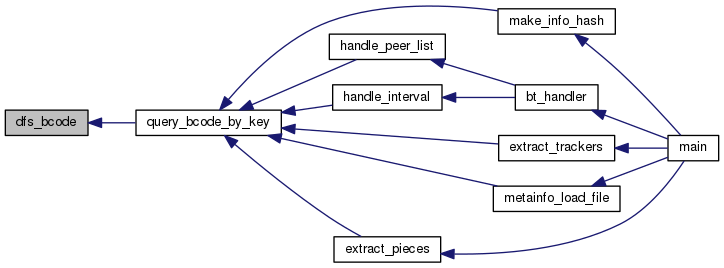 make_info_hash
handle_peer_list
handle_interval
bt_handler
dfs_bcode
query_bcode_by_key
extract_trackers
main
metainfo_load_file
extract_pieces